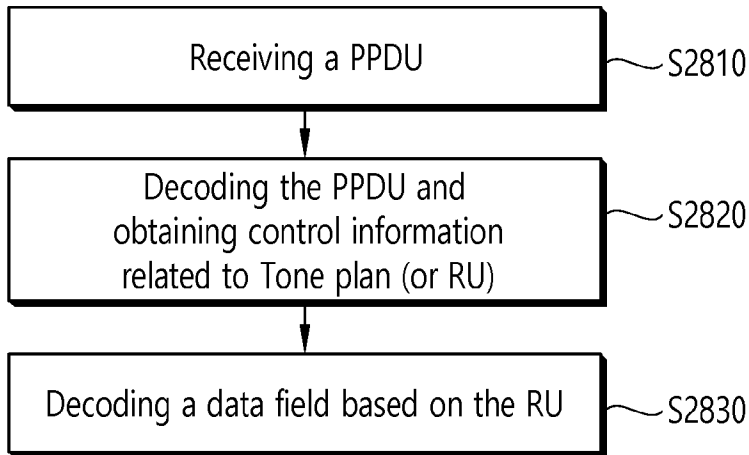 Receiving a PPDU
S2810
Decoding the PPDU and
obtaining control information
related to Tone plan (or RU)
S2820
Decoding a data field based on the RU
S2830